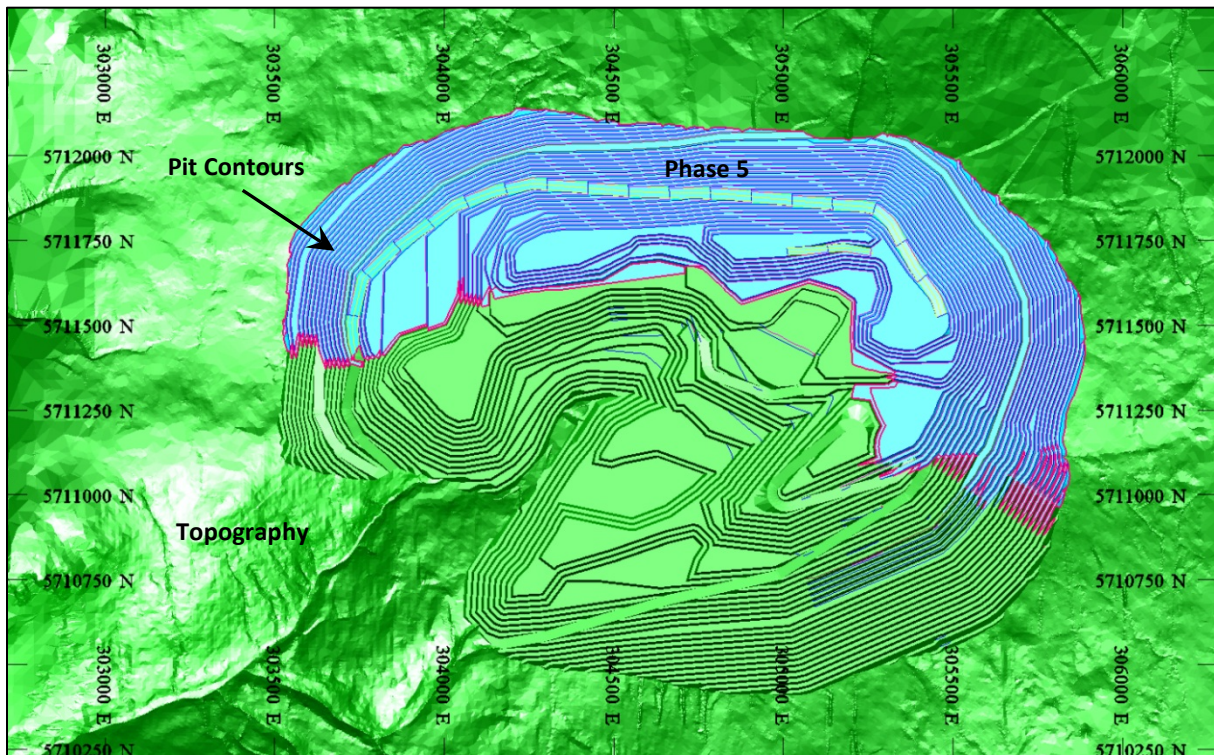 303000 E
303500 E
304000 E
304500 E
305000 E
305500 E
306000 E
5712000 N
5712000 N
Phase 5
Pit Contours
5711750 N
5711750 N
5711500 N
5711500 N
5711250 N
5711250 N
5711000 N
5711000 N
Topography
5710750 N
5710750 N
303000 E
303500 E
304000 E
304500 E
305000 E
305500 E
306000 E
5710250 N
5710250 N